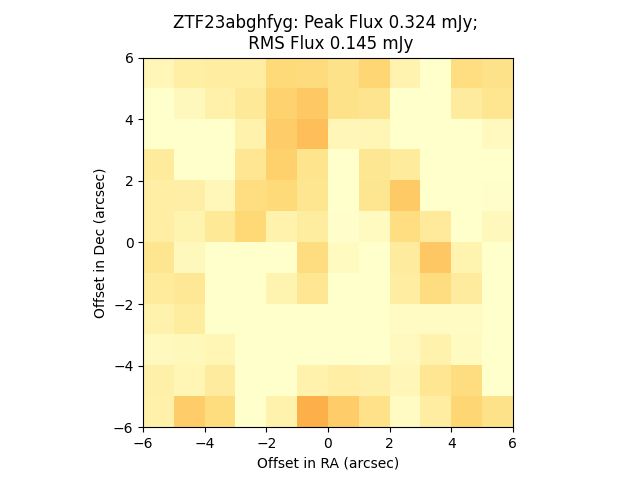 ZTF23abghfyg: Peak Flux 0.324 mJy;
RMS Flux 0.145 mJy
6
4
2
0
−2
−4
−6
Offset in Dec (arcsec)
−6 −4 −2 0 2 4 6
Offset in RA (arcsec)